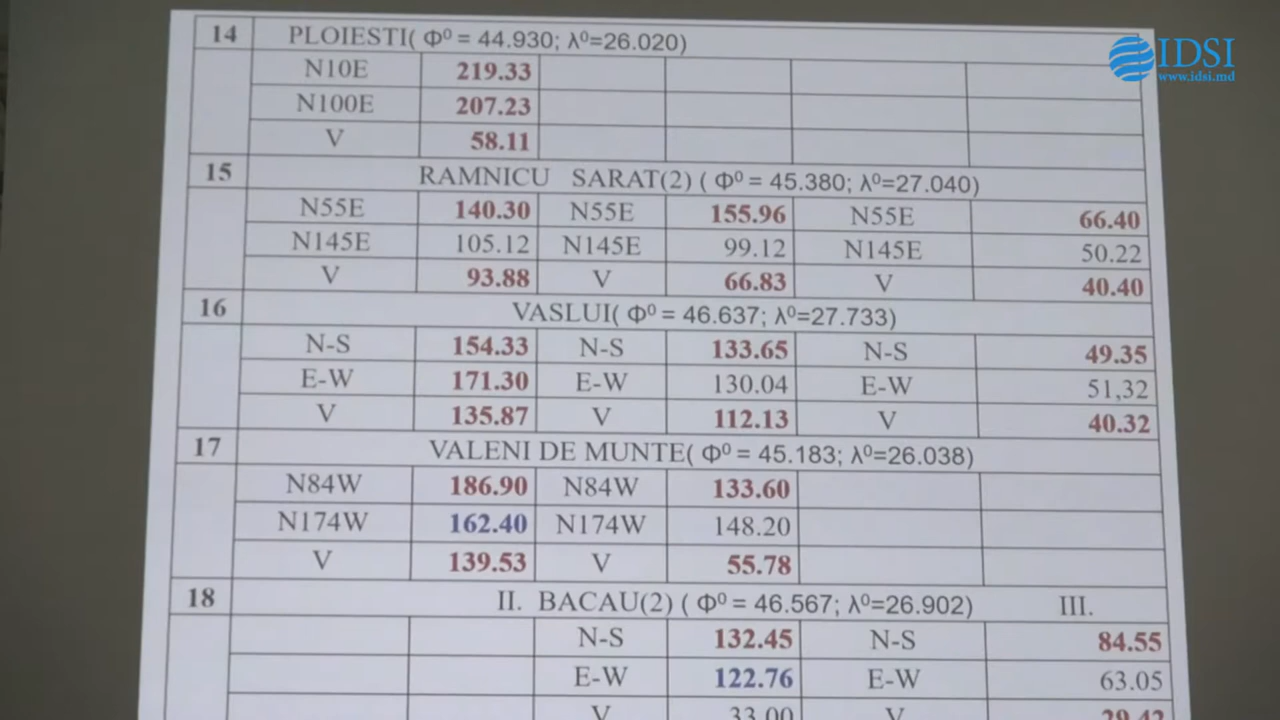 IDSI
www.idsi.md
14 PLOIESTI( Φ⁰ = 44.930; λ⁰=26.020)
N10E 219.33
N100E 207.23
V 58.11
15 RAMNICU SARAT(2) ( Φ⁰ = 45.380; λ⁰=27.040)
N55E 140.30 N55E 155.96 N55E 66.40
N145E 105.12 N145E 99.12 N145E 50.22
V 93.88 V 66.83 V 40.40
16 VASLUI( Φ⁰ = 46.637; λ⁰=27.733)
N-S 154.33 N-S 133.65 N-S 49.35
E-W 171.30 E-W 130.04 E-W 51,32
V 135.87 V 112.13 V 40.32
17 VALENI DE MUNTE( Φ⁰ = 45.183; λ⁰=26.038)
N84W 186.90 N84W 133.60
N174W 162.40 N174W 148.20
V 139.53 V 55.78
18 II. BACAU(2) ( Φ⁰ = 46.567; λ⁰=26.902) III.
N-S 132.45 N-S 84.55
E-W 122.76 E-W 63.05
V 33.00 V 29.42